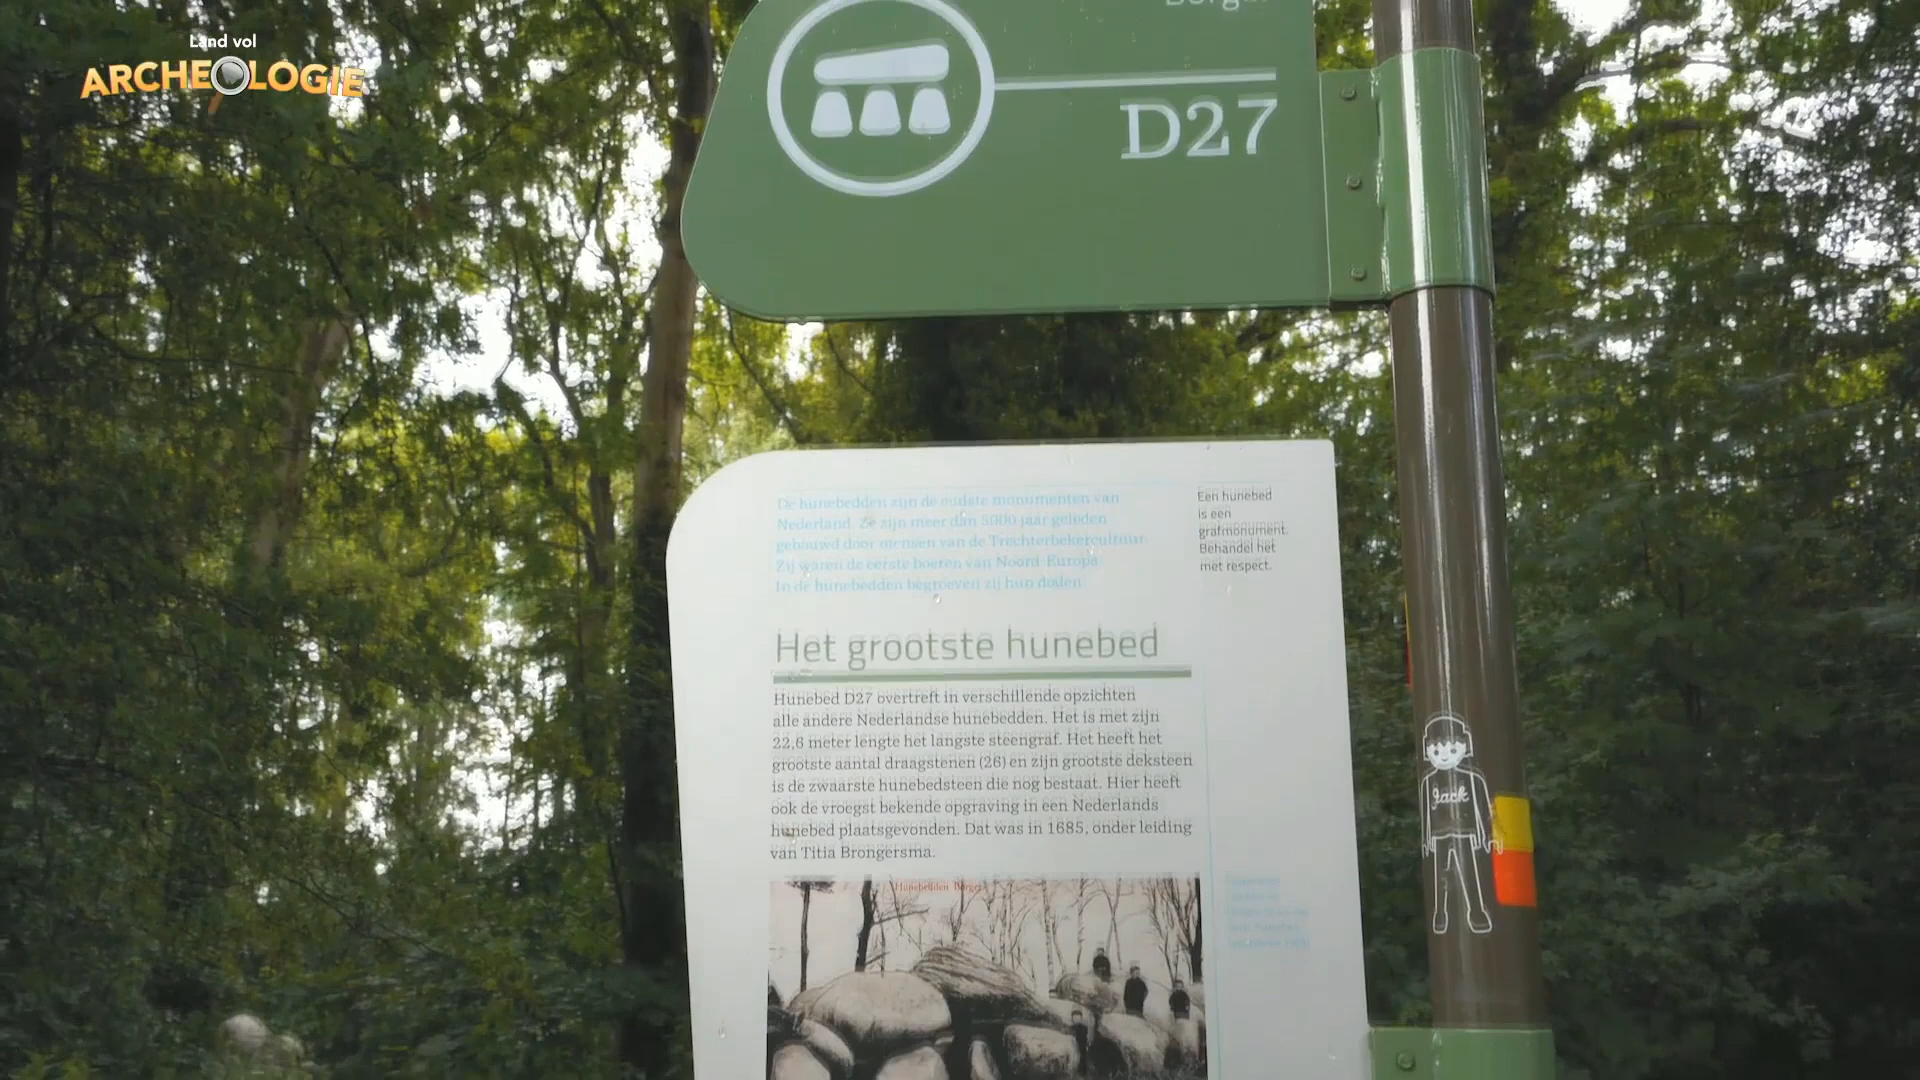 Land vol
ARCHEOLOGIE
D27
De hunebedden zijn de oudste monumenten van
Nederland. Ze zijn meer dan 5000 jaar geleden
gebouwd door mensen van de Trechterbekercultuur.
Zij waren de eerste boeren van Noord-Europa.
In de hunebedden begroeven zij hun doden.
Een hunebed
is een
grafmonument.
Behandel het
met respect.
Het grootste hunebed
Hunebed D27 overtreft in verschillende opzichten
alle andere Nederlandse hunebedden. Het is met zijn
22,6 meter lengte het langste steengraf. Het heeft het
grootste aantal draagstenen (26) en zijn grootste deksteen
is de zwaarste hunebedsteen die nog bestaat. Hier heeft
ook de vroegst bekende opgraving in een Nederlands
hunebed plaatsgevonden. Dat was in 1685, onder leiding
van Titia Brongersma.
Hunebedden Borger
Jack